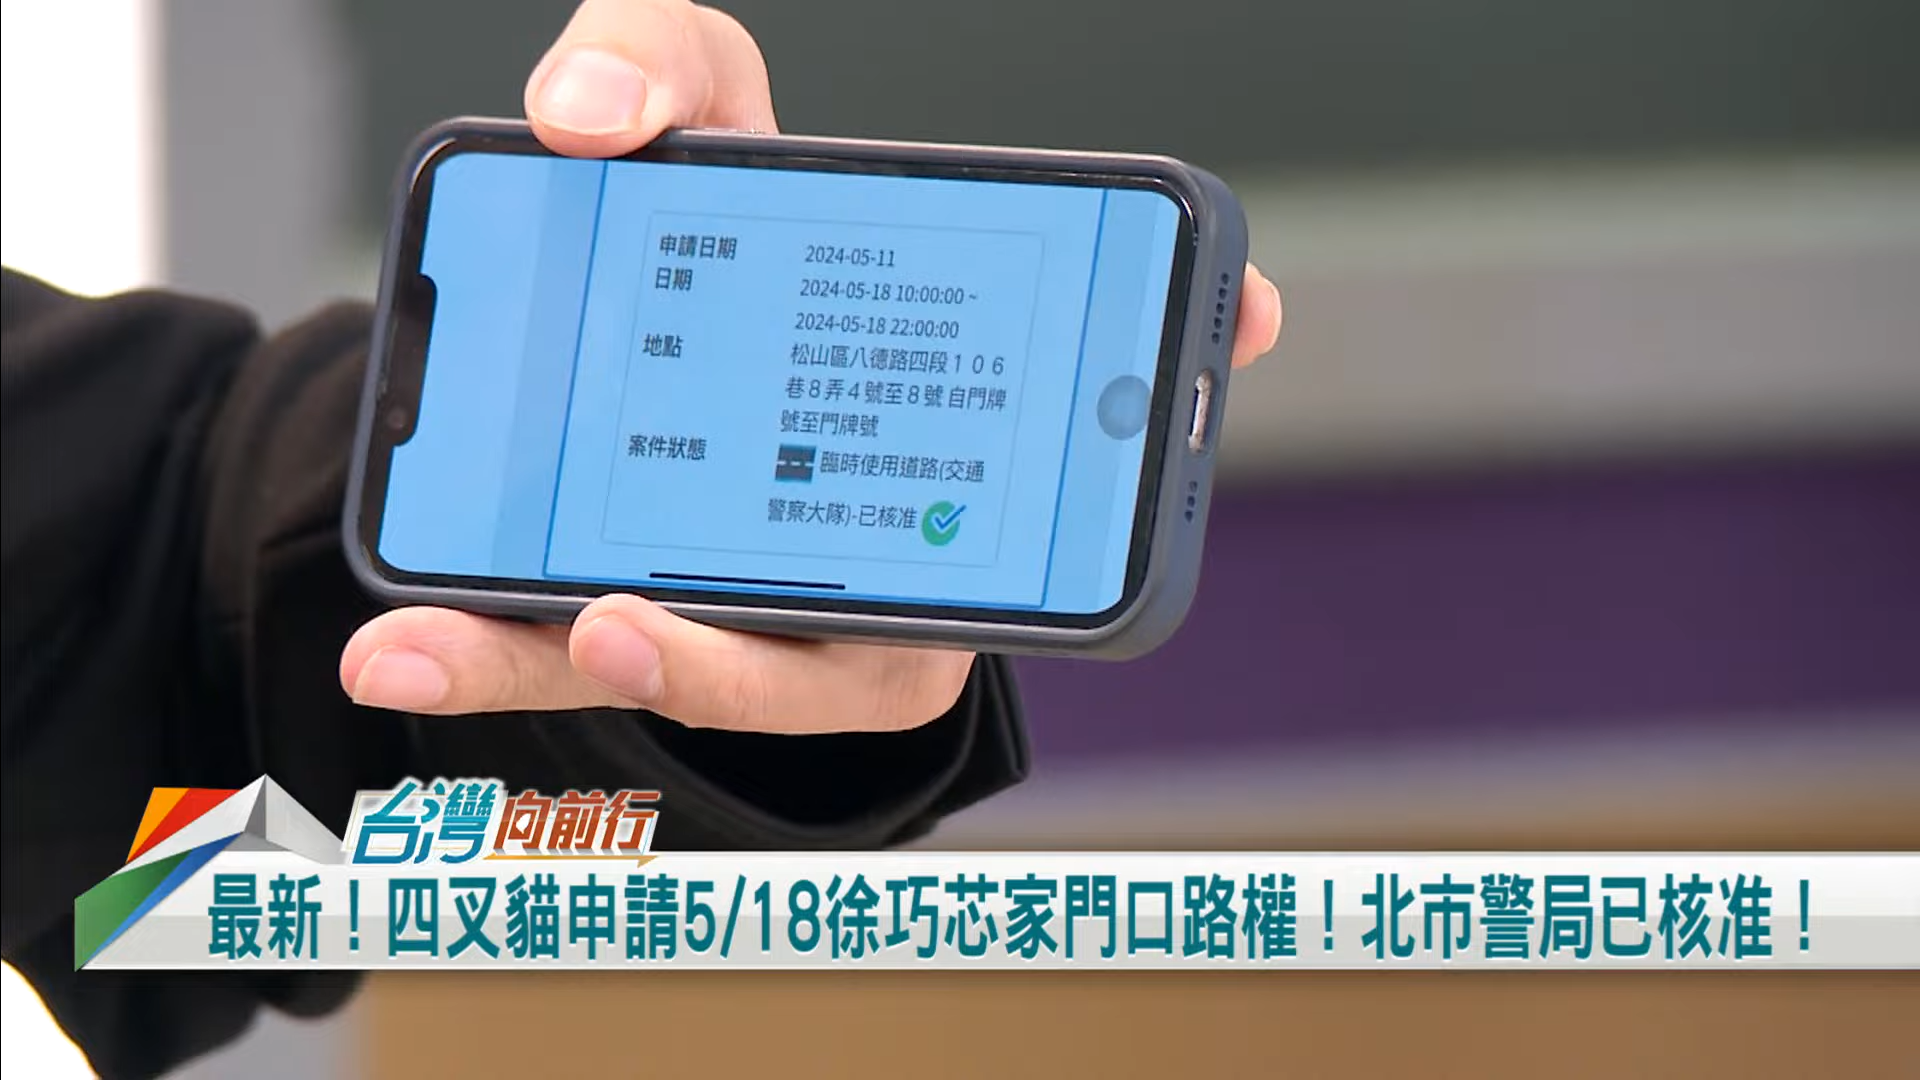 申請日期 2024-05-11
日期 2024-05-18 10:00:00 ~
2024-05-18 22:00:00
地點 松山區八德路四段１０６
巷８弄４號至８號 自門牌
號至門牌號
案件狀態 臨時使用道路(交通
警察大隊)-已核准
台灣向前行
最新！四叉貓申請5/18徐巧芯家門口路權！北市警局已核准！